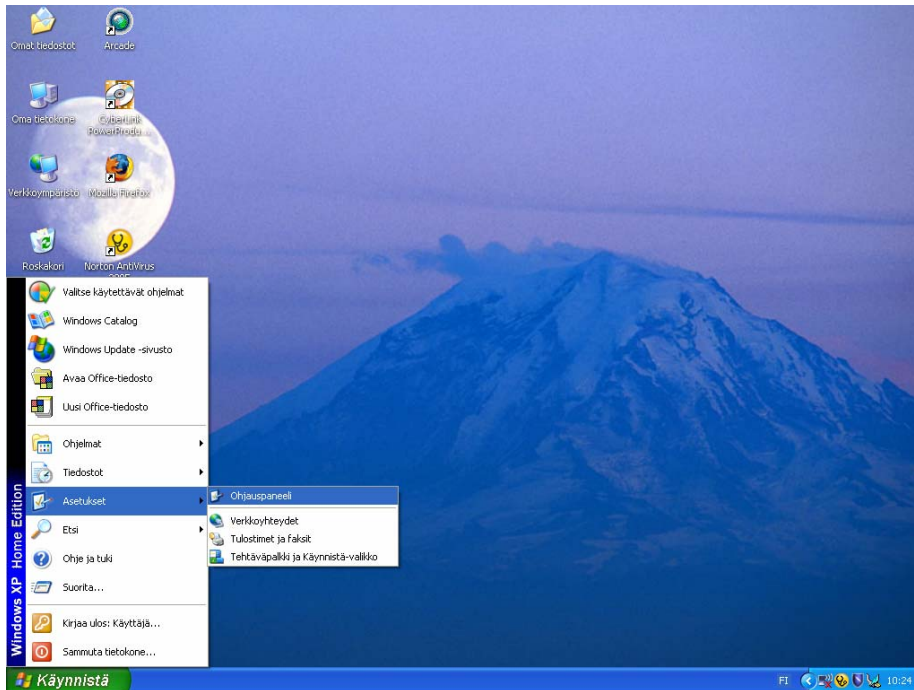 Omat tiedostot
Arcade
Oma tietokone
CyberLink
PowerProdu...
Verkkoympäristö
Mozilla Firefox
Roskakori
Norton AntiVirus
Valitse käytettävät ohjelmat
Windows Catalog
Windows Update -sivusto
Avaa Office-tiedosto
Uusi Office-tiedosto
Ohjelmat
Tiedostot
Asetukset
Etsi
Ohje ja tuki
Suorita...
Kirjaa ulos: Käyttäjä...
Sammuta tietokone...
Windows XP Home Edition
Ohjauspaneeli
Verkkoyhteydet
Tulostimet ja faksit
Tehtäväpalkki ja Käynnistä-valikko
Käynnistä
FI
10:24